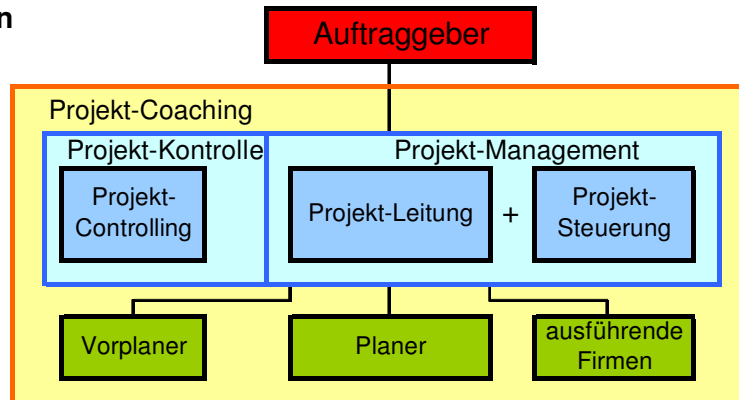 n
Auftraggeber
Projekt-Coaching
Projekt-Kontrolle
Projekt-Management
Projekt-
Controlling
Projekt-Leitung
+
Projekt-
Steuerung
Vorplaner
Planer
ausführende
Firmen